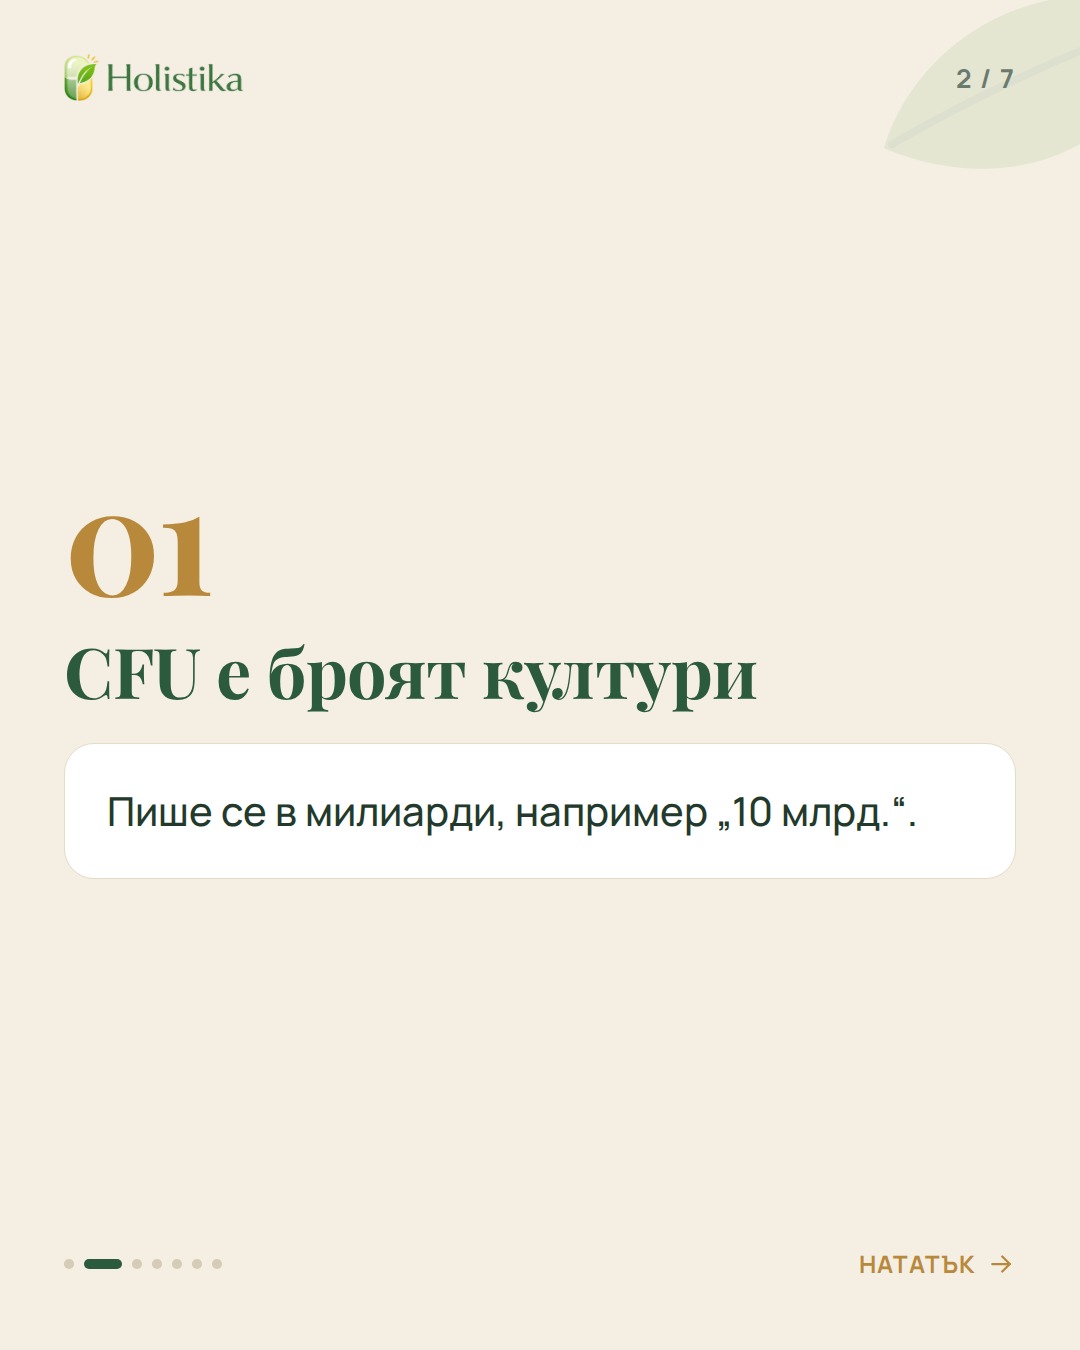 Holistika
2 / 7
01
CFU е броят култури
Пише се в милиарди, например „10 млрд.“.
НАТАТЪК →